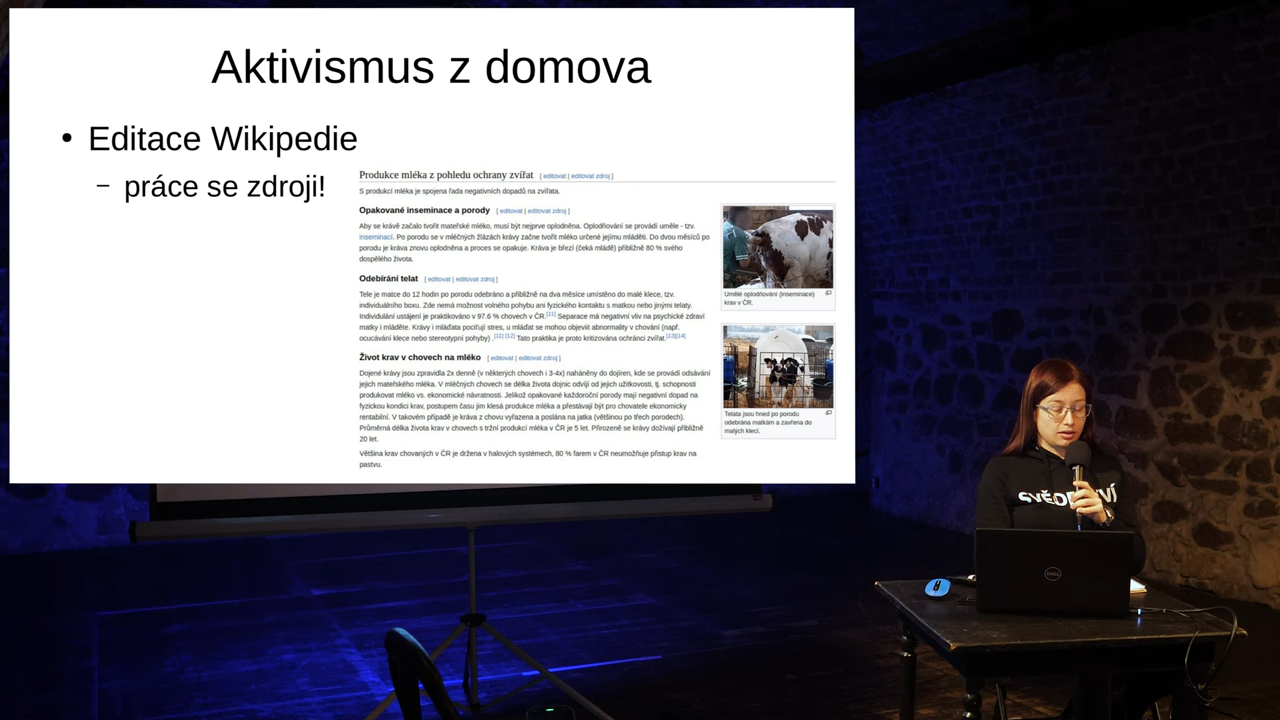 Aktivismus z domova
• Editace Wikipedie
– práce se zdroji!
Produkce mléka z pohledu ochrany zvířat [ editovat | editovat zdroj ]
S produkcí mléka je spojena řada negativních dopadů na zvířata.
Opakované inseminace a porody [ editovat | editovat zdroj ]
Aby se krávě začalo tvořit mateřské mléko, musí být nejprve oplodněna. Oplodňování se provádí uměle - tzv.
inseminací. Po porodu se v mléčných žlázách krávy začne tvořit mléko určené jejímu mláděti. Do dvou měsíců po
porodu je kráva znovu oplodněna a proces se opakuje. Kráva je březí (čeká mládě) přibližně 80 % svého
dospělého života.
Umělé oplodňování (inseminace)
krav v ČR.
Odebírání telat [ editovat | editovat zdroj ]
Tele je matce do 12 hodin po porodu odebráno a přibližně na dva měsíce umístěno do malé klece, tzv.
individuálního boxu. Zde nemá možnost volného pohybu ani fyzického kontaktu s matkou nebo jinými telaty.
Individuální ustájení je praktikováno v 97.6 % chovech v ČR.[11] Separace má negativní vliv na psychické zdraví
matky i mláděte. Krávy i mláďata pociťují stres, u mláďat se mohou objevit abnormality v chování (např.
ocucávání klece nebo stereotypní pohyby) .[11] [12] Tato praktika je proto kritizována ochránci zvířat.[13][14]
Život krav v chovech na mléko [ editovat | editovat zdroj ]
Dojené krávy jsou zpravidla 2x denně (v některých chovech i 3-4x) naháněny do dojíren, kde se provádí odsávání
jejich mateřského mléka. V mléčných chovech se délka života dojnic odvíjí od jejich užitkovosti, tj. schopnosti
produkovat mléko vs. ekonomické návratnosti. Jelikož opakované každoroční porody mají negativní dopad na
fyzickou kondici krav, postupem času jim klesá produkce mléka a přestávají být pro chovatele ekonomicky
rentabilní. V takovém případě je kráva z chovu vyřazena a poslána na jatka (většinou po třech porodech).
Průměrná délka života krav v chovech s tržní produkcí mléka v ČR je 5 let. Přirozeně se krávy dožívají přibližně
20 let.
Většina krav chovaných v ČR je držena v halových systémech, 80 % farem v ČR neumožňuje přístup krav na
pastvu.
Telata jsou hned po porodu
odebrána matkám a zavřena do
malých klecí.
DELL